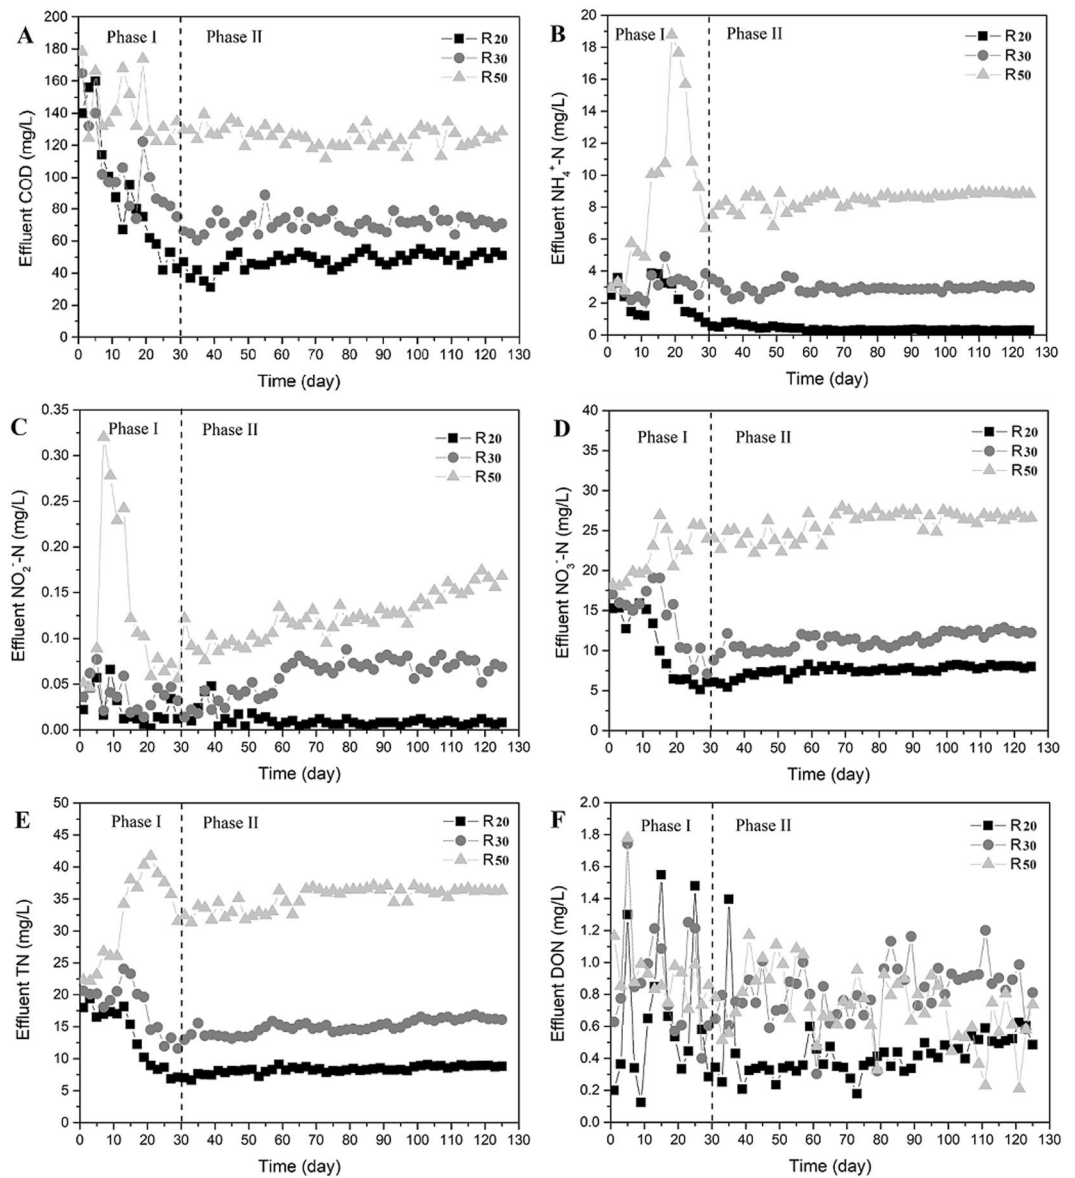 A
Phase I
Phase II
R20
R30
R50
Effluent COD (mg/L)
200
180
160
140
120
100
80
60
40
20
0
0 10 20 30 40 50 60 70 80 90 100 110 120 130
Time (day)
B
Phase I
Phase II
R20
R30
R50
Effluent NH4+-N (mg/L)
20
18
16
14
12
10
8
6
4
2
0
0 10 20 30 40 50 60 70 80 90 100 110 120 130
Time (day)
C
Phase I
Phase II
R20
R30
R50
Effluent NO2--N (mg/L)
0.35
0.30
0.25
0.20
0.15
0.10
0.05
0.00
0 10 20 30 40 50 60 70 80 90 100 110 120 130
Time (day)
D
Phase I
Phase II
R20
R30
R50
Effluent NO3--N (mg/L)
40
35
30
25
20
15
10
5
0
0 10 20 30 40 50 60 70 80 90 100 110 120 130
Time (day)
E
Phase I
Phase II
R20
R30
R50
Effluent TN (mg/L)
50
45
40
35
30
25
20
15
10
5
0
0 10 20 30 40 50 60 70 80 90 100 110 120 130
Time (day)
F
Phase I
Phase II
R20
R30
R50
Effluent DON (mg/L)
2.0
1.8
1.6
1.4
1.2
1.0
0.8
0.6
0.4
0.2
0.0
0 10 20 30 40 50 60 70 80 90 100 110 120 130
Time (day)